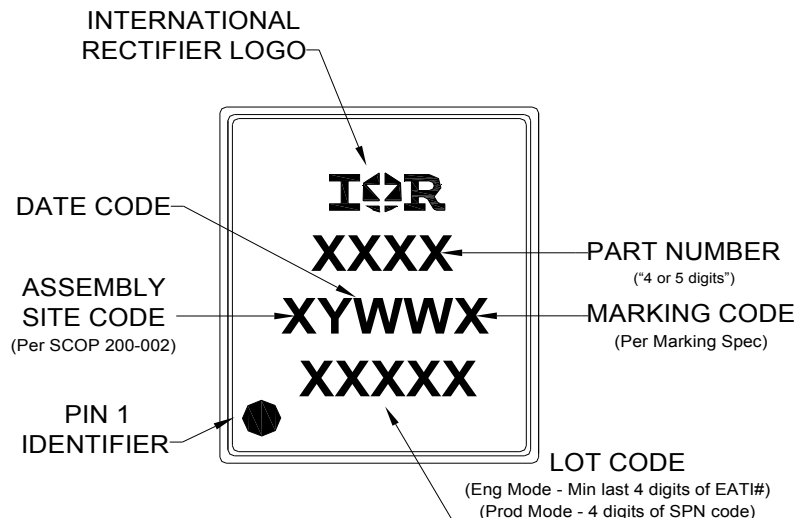 INTERNATIONAL
RECTIFIER LOGO
IOR
DATE CODE
XXXX
PART NUMBER
("4 or 5 digits")
ASSEMBLY
SITE CODE
(Per SCOP 200-002)
XYWWX
MARKING CODE
(Per Marking Spec)
XXXXX
PIN 1
IDENTIFIER
LOT CODE
(Eng Mode - Min last 4 digits of EATI#)
(Prod Mode - 4 digits of SPN code)